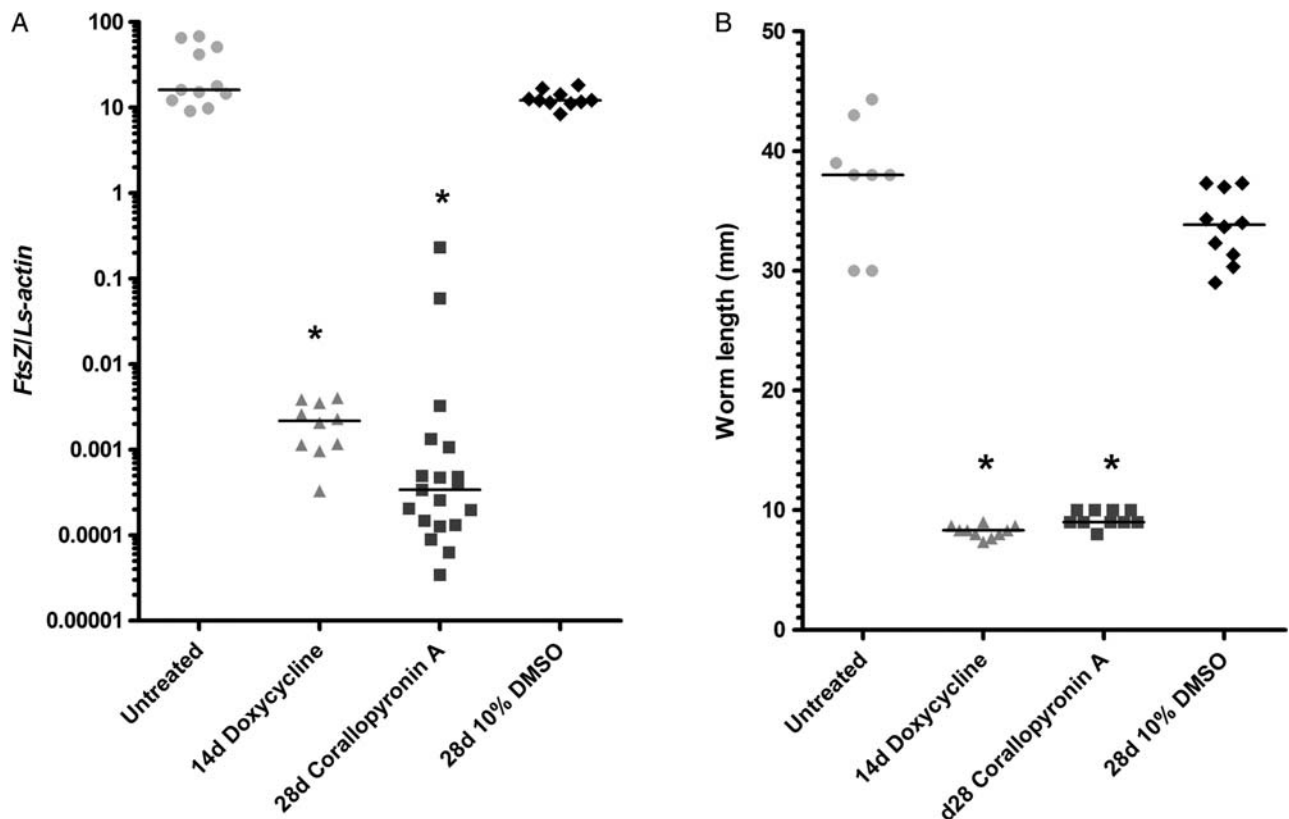 A
FtsZ/Ls-actin
100
10
1
0.1
0.01
0.001
0.0001
0.00001
*
*
Untreated
14d Doxycycline
28d Corallopyronin A
28d 10% DMSO
B
Worm length (mm)
50
40
30
20
10
0
*
*
Untreated
14d Doxycycline
d28 Corallopyronin A
28d 10% DMSO